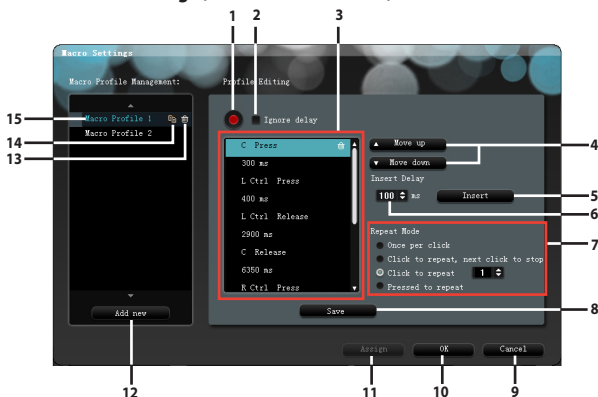 1 2 3
Macro Settings
Macro Profile Management:
Profile Editing
15 Macro Profile 1
Ignore delay
14
Macro Profile 2
13
C Press
300 ms
L Ctrl Press
400 ms
L Ctrl Release
2900 ms
C Release
6350 ms
R Ctrl Press
Move up
4
Move down
Insert Delay
100 ms Insert 5
6
Repeat Mode
7
Once per click
Click to repeat, next click to stop
Click to repeat 1
Pressed to repeat
Add new
Save 8
Assign OK Cancel
12 11 10 9